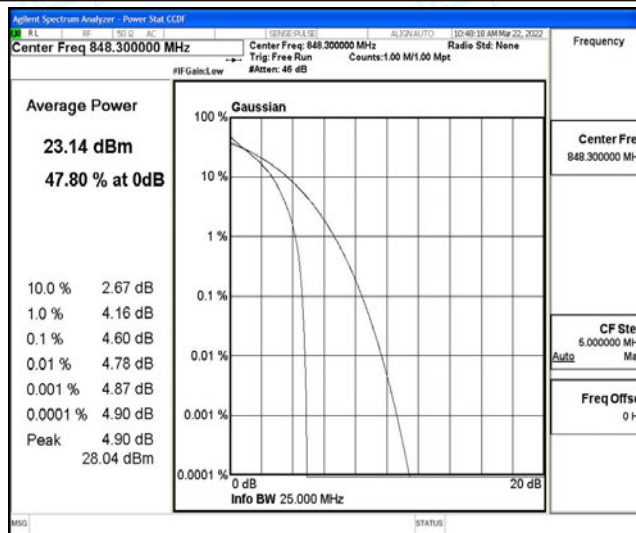 Agilent Spectrum Analyzer - Power Stat CCDF
RL RF 50 Ω AC SENSE:PULSE ALIGN AUTO 10:48:18 AM Mar 22, 2022
Center Freq 848.300000 MHz
Center Freq: 848.300000 MHz Radio Std: None
Trig: Free Run Counts:1.00 M/1.00 Mpt
#IFGain:Low #Atten: 46 dB
Frequency
Average Power
23.14 dBm
47.80 % at 0dB
10.0 % 2.67 dB
1.0 % 4.16 dB
0.1 % 4.60 dB
0.01 % 4.78 dB
0.001 % 4.87 dB
0.0001 % 4.90 dB
Peak 4.90 dB
28.04 dBm
Gaussian
100 %
10 %
1 %
0.1 %
0.01 %
0.001 %
0.0001 %
0 dB 20 dB
Info BW 25.000 MHz
Center Fre
848.300000 MH
CF Ste
5.000000 MH
Auto Ma
Freq Offs
0 H
MSG STATUS